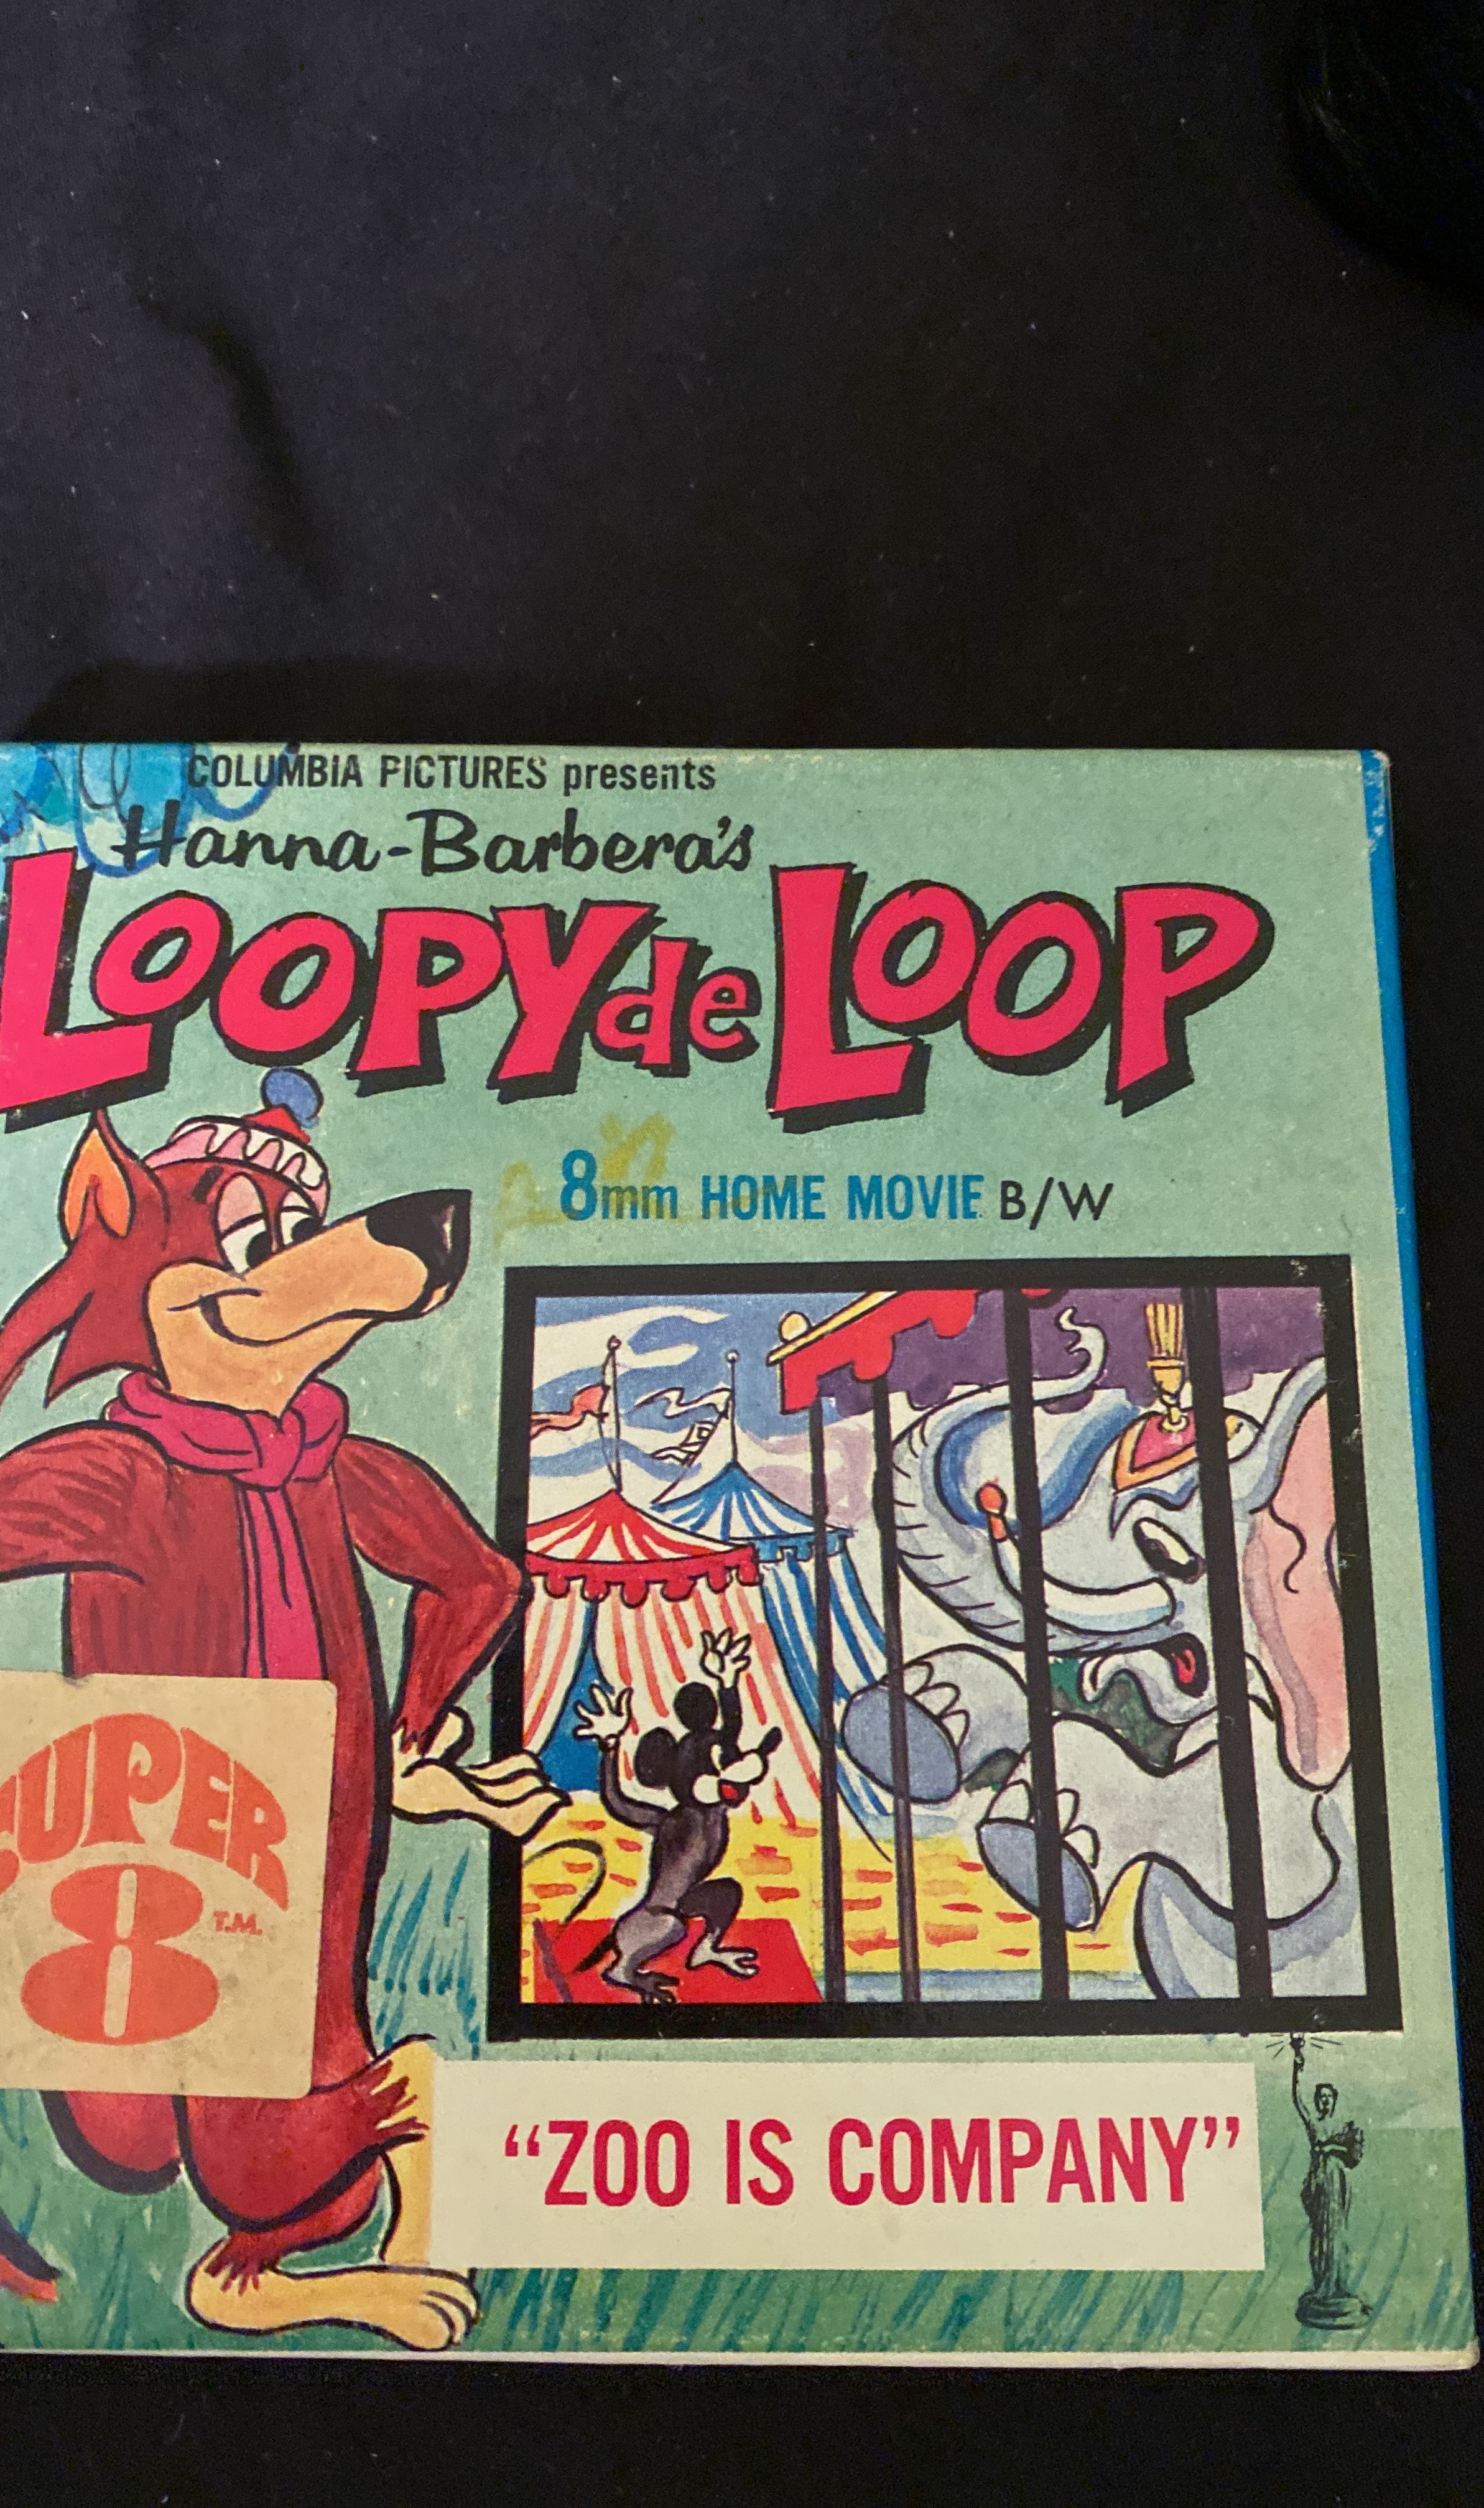 COLUMBIA PICTURES presents
Hanna-Barbera's
LOOPY de LOOP
8mm HOME MOVIE B/W
SUPER
8 T.M.
"ZOO IS COMPANY"